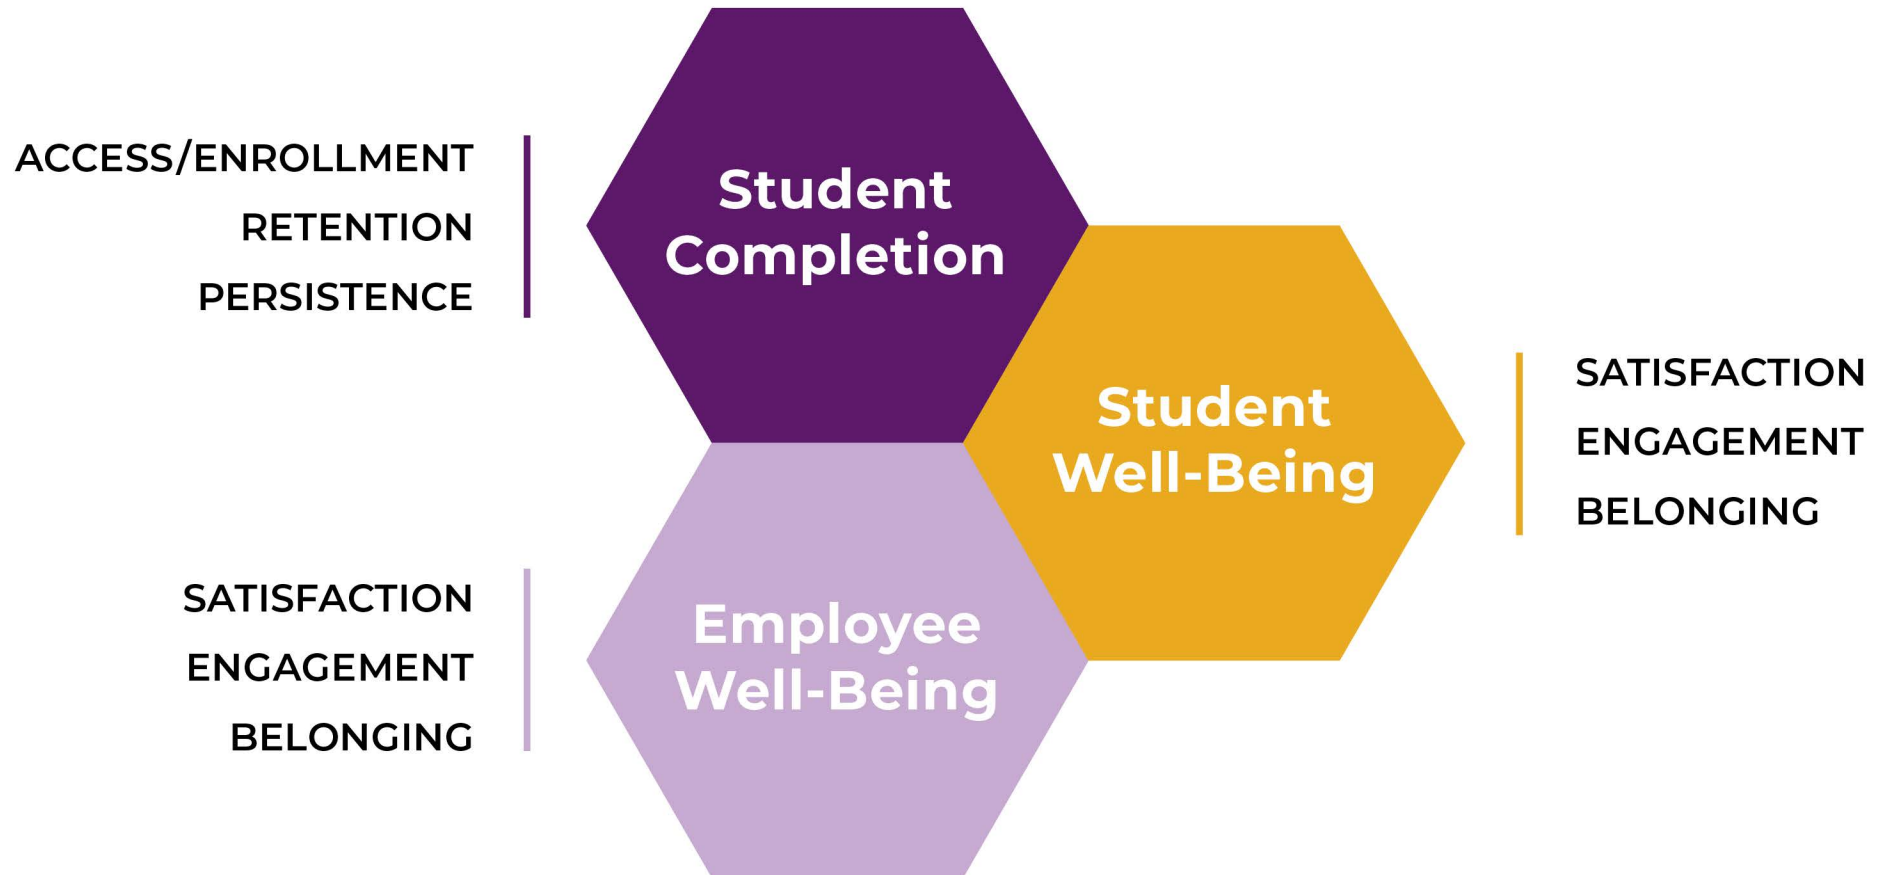 ACCESS/ENROLLMENT
RETENTION
PERSISTENCE
Student
Completion
Student
Well-Being
SATISFACTION
ENGAGEMENT
BELONGING
SATISFACTION
ENGAGEMENT
BELONGING
Employee
Well-Being